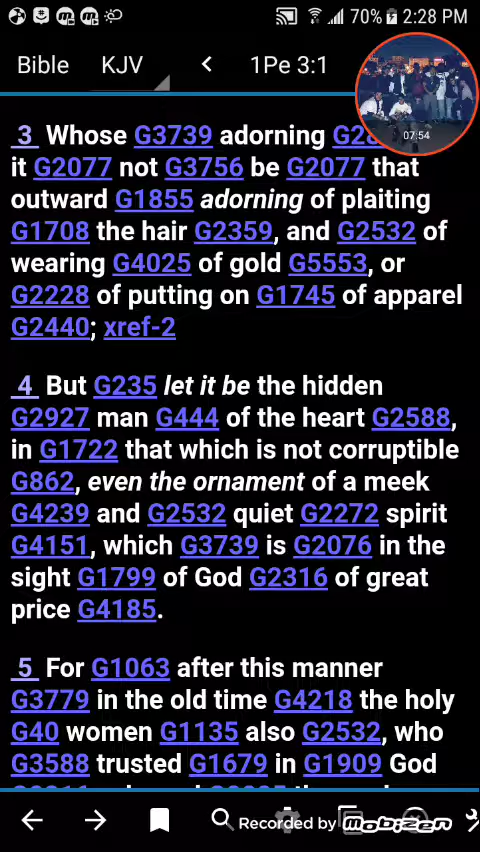 70% 2:28 PM
Bible KJV < 1Pe 3:1
07:54
3 Whose G3739 adorning
it G2077 not G3756 be G2077 that
outward G1855 adorning of plaiting
G1708 the hair G2359, and G2532 of
wearing G4025 of gold G5553, or
G2228 of putting on G1745 of apparel
G2440; xref-2
4 But G235 let it be the hidden
G2927 man G444 of the heart G2588,
in G1722 that which is not corruptible
G862, even the ornament of a meek
G4239 and G2532 quiet G2272 spirit
G4151, which G3739 is G2076 in the
sight G1799 of God G2316 of great
price G4185.
5 For G1063 after this manner
G3779 in the old time G4218 the holy
G40 women G1135 also G2532, who
G3588 trusted G1679 in G1909 God
Recorded by mobizen